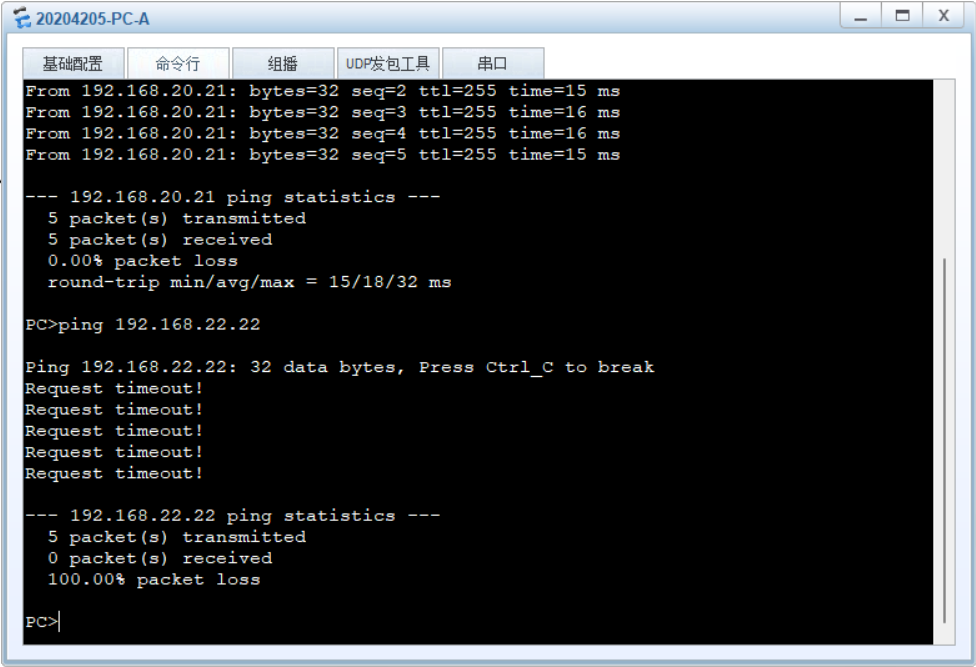 20204205-PC-A
基础配置 命令行 组播 UDP发包工具 串口
From 192.168.20.21: bytes=32 seq=2 ttl=255 time=15 ms
From 192.168.20.21: bytes=32 seq=3 ttl=255 time=16 ms
From 192.168.20.21: bytes=32 seq=4 ttl=255 time=16 ms
From 192.168.20.21: bytes=32 seq=5 ttl=255 time=15 ms
--- 192.168.20.21 ping statistics ---
5 packet(s) transmitted
5 packet(s) received
0.00% packet loss
round-trip min/avg/max = 15/18/32 ms
PC>ping 192.168.22.22
Ping 192.168.22.22: 32 data bytes, Press Ctrl_C to break
Request timeout!
Request timeout!
Request timeout!
Request timeout!
Request timeout!
--- 192.168.22.22 ping statistics ---
5 packet(s) transmitted
0 packet(s) received
100.00% packet loss
PC>